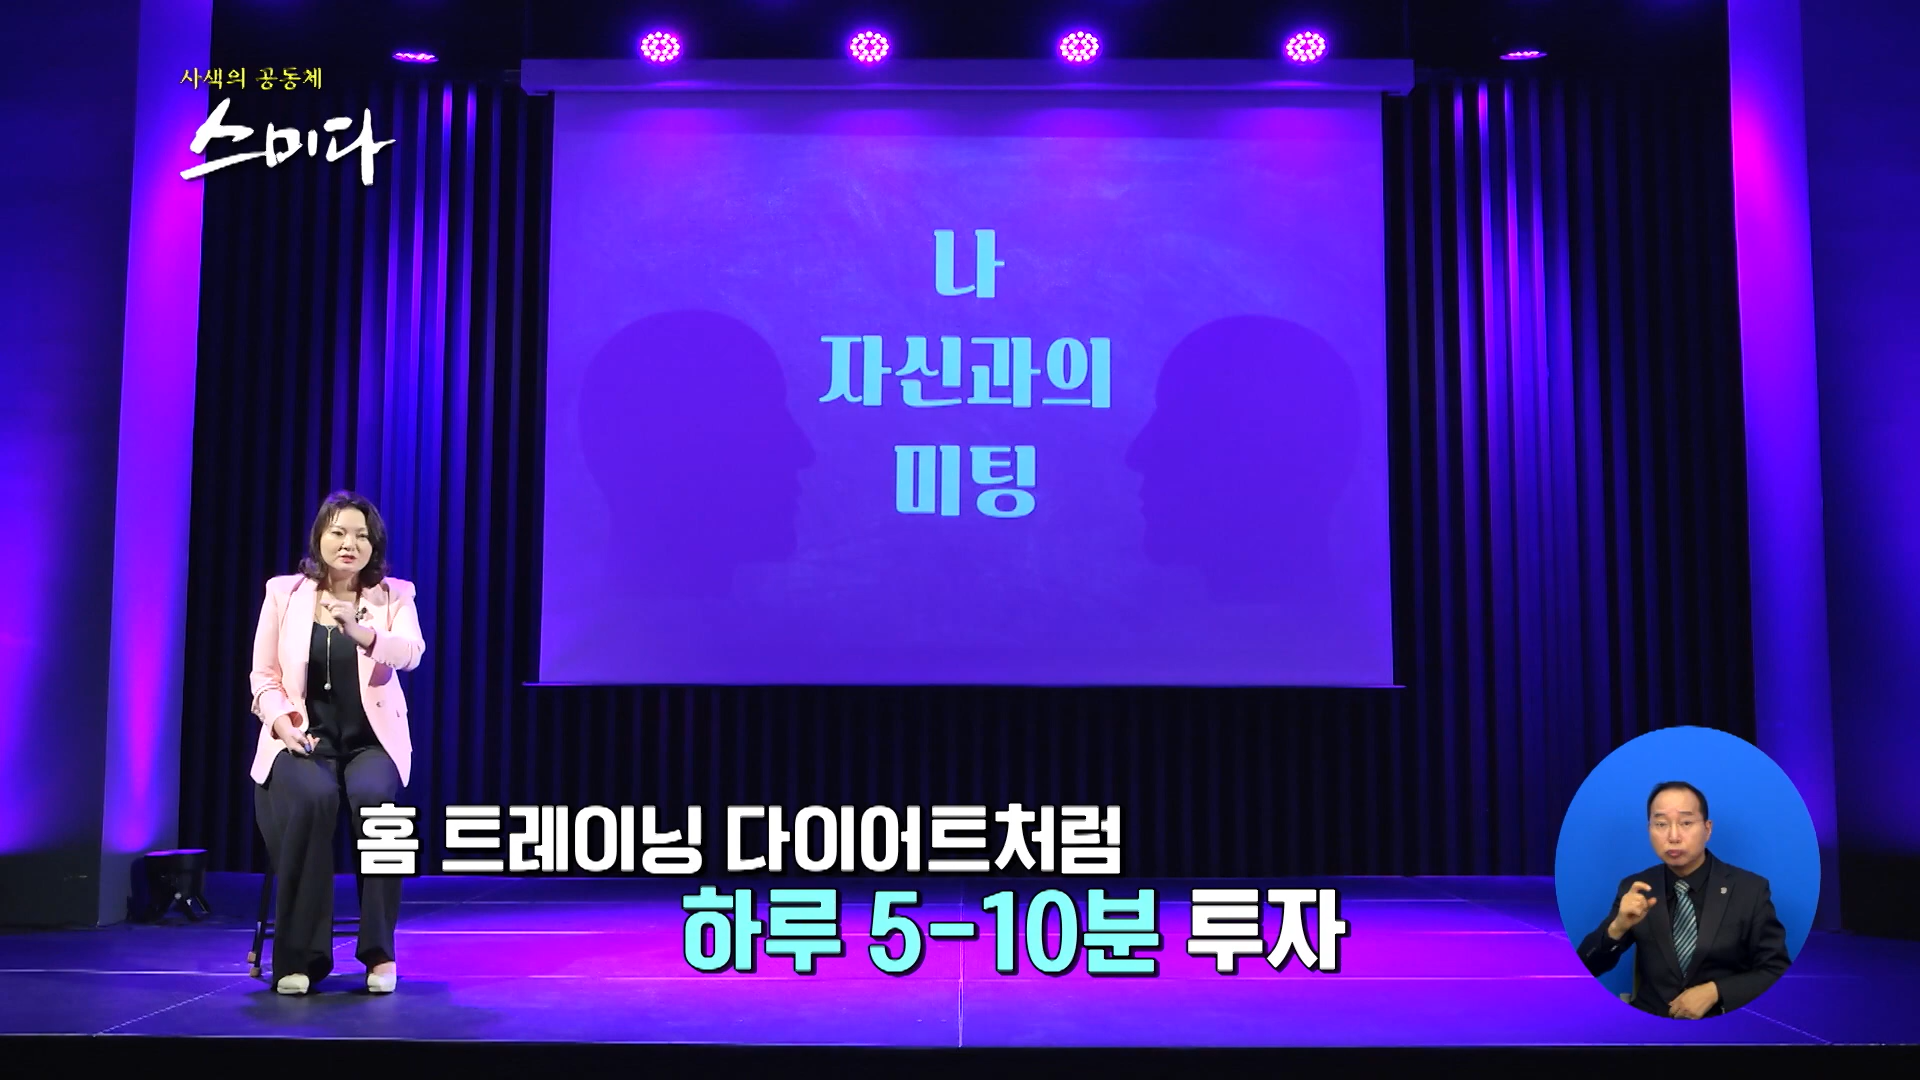 사색의 공동체
스미다
나
자신과의
미팅
홈 트레이닝 다이어트처럼
하루 5-10분 투자